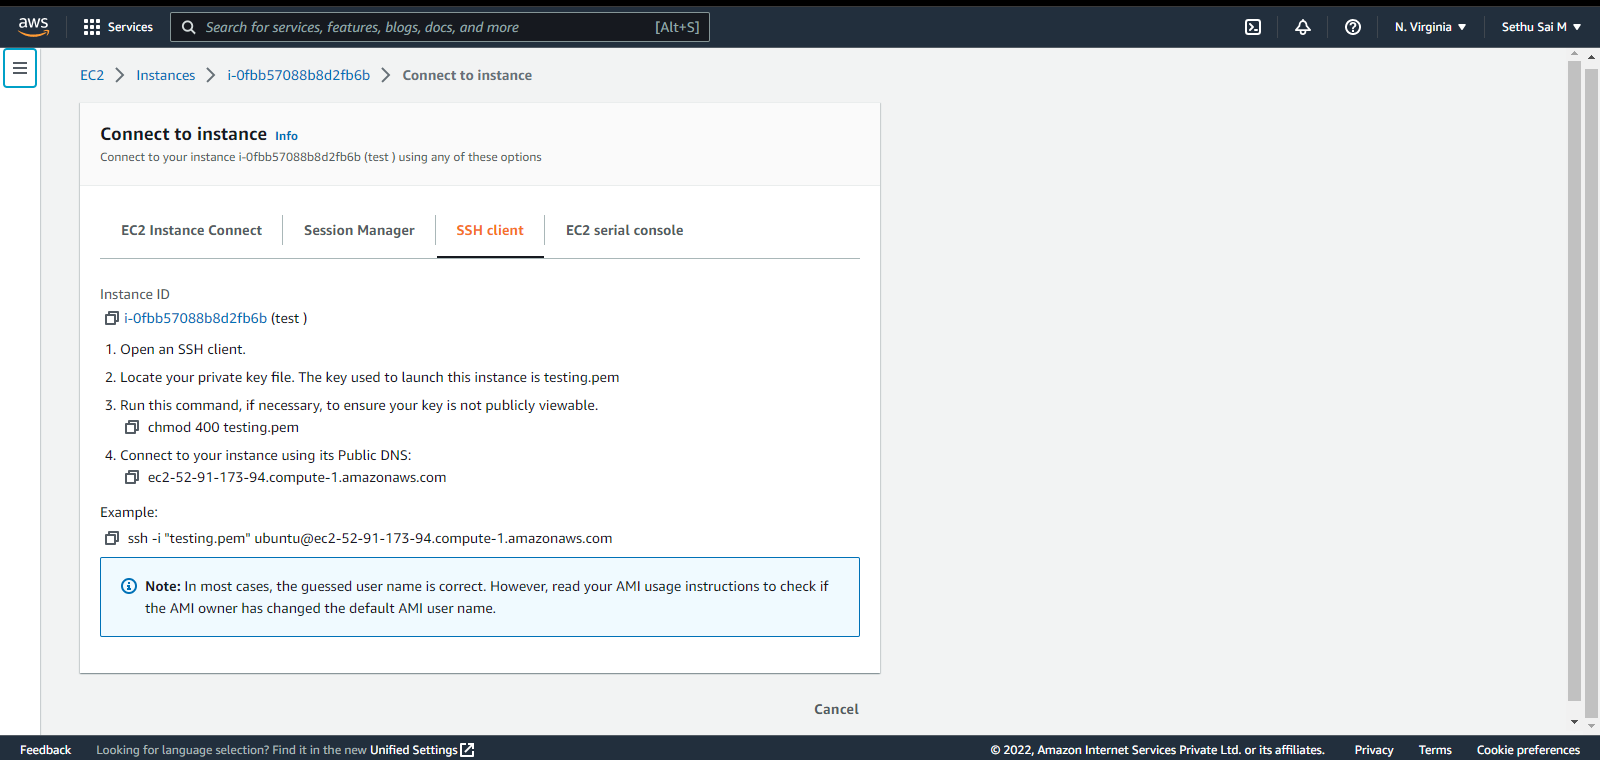 aws Services Search for services, features, blogs, docs, and more [Alt+S] N. Virginia Sethu Sai M
EC2 Instances i-0fbb57088b8d2fb6b Connect to instance
Connect to instance Info
Connect to your instance i-0fbb57088b8d2fb6b (test ) using any of these options
EC2 Instance Connect Session Manager SSH client EC2 serial console
Instance ID
i-0fbb57088b8d2fb6b (test )
1. Open an SSH client.
2. Locate your private key file. The key used to launch this instance is testing.pem
3. Run this command, if necessary, to ensure your key is not publicly viewable.
chmod 400 testing.pem
4. Connect to your instance using its Public DNS:
ec2-52-91-173-94.compute-1.amazonaws.com
Example:
ssh -i "testing.pem" ubuntu@ec2-52-91-173-94.compute-1.amazonaws.com
Note: In most cases, the guessed user name is correct. However, read your AMI usage instructions to check if
the AMI owner has changed the default AMI user name.
Cancel
Feedback Looking for language selection? Find it in the new Unified Settings © 2022, Amazon Internet Services Private Ltd. or its affiliates. Privacy Terms Cookie preferences